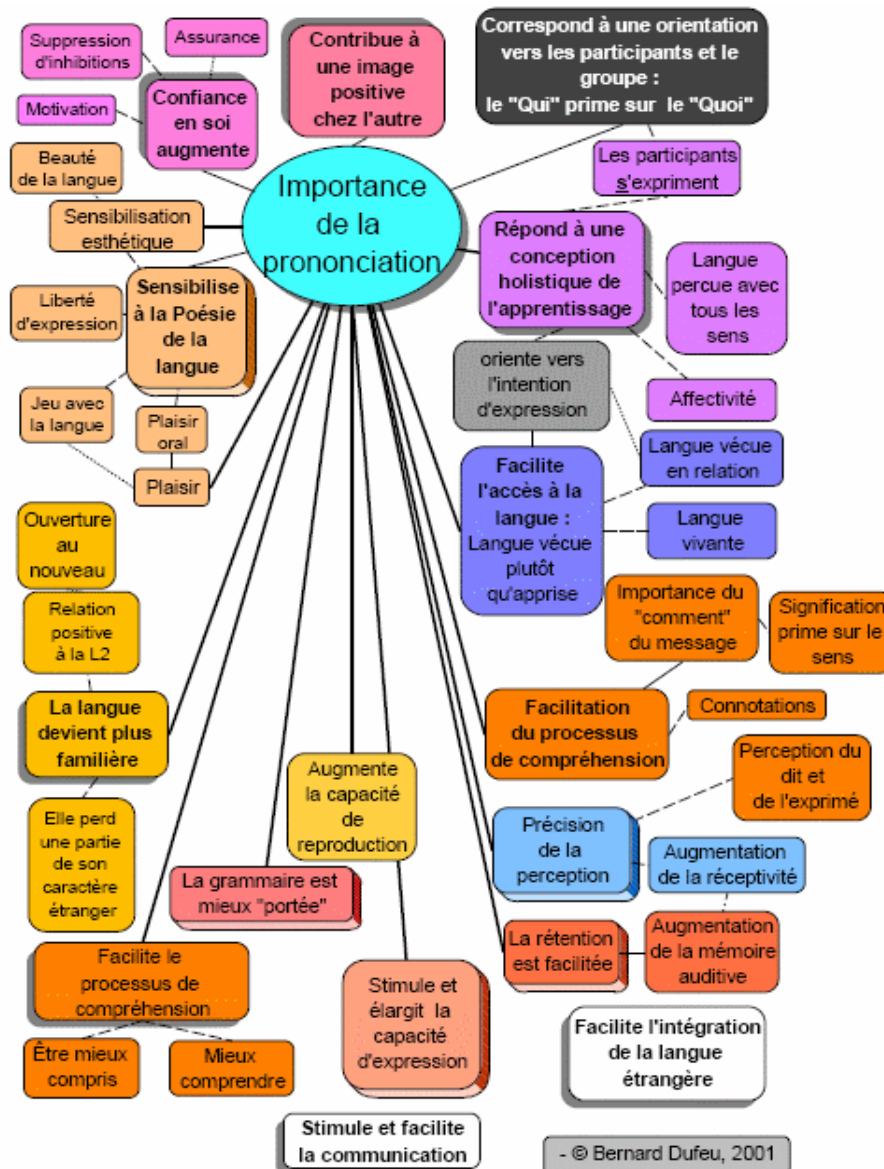 Suppression
d'inhibitions
Assurance
Motivation
Confiance
en soi
augmente
Contribue à
une image
positive
chez l'autre
Correspond à une orientation
vers les participants et le
groupe :
le "Qui" prime sur le "Quoi"
Les participants
s'expriment
Importance
de la
prononciation
Beauté
de la langue
Sensibilisation
esthétique
Sensibilise
à la Poésie
de la
langue
Liberté
d'expression
Jeu avec
la langue
Plaisir
oral
Plaisir
Répond à une
conception
holistique de
l'apprentissage
Langue
percue avec
tous les
sens
Affectivité
oriente vers
l'intention
d'expression
Facilite
l'accès à la
langue :
Langue vécue
plutôt
qu'apprise
Langue vécue
en relation
Langue
vivante
Ouverture
au
nouveau
Relation
positive
à la L2
La langue
devient plus
familière
Elle perd
une partie
de son
caractère
étranger
Importance du
"comment"
du message
Signification
prime sur le
sens
Facilitation
du processus
de compréhension
Connotations
Perception du
dit et
de l'exprimé
Précision
de la
perception
Augmentation
de la réceptivité
Augmente
la capacité
de
reproduction
La grammaire est
mieux "portée"
La rétention
est facilitée
Augmentation
de la mémoire
auditive
Facilite le
processus de
compréhension
Être mieux
compris
Mieux
comprendre
Stimule et
élargit la
capacité
d'expression
Facilite l'intégration
de la langue
étrangère
Stimule et facilite
la communication
- © Bernard Dufeu, 2001